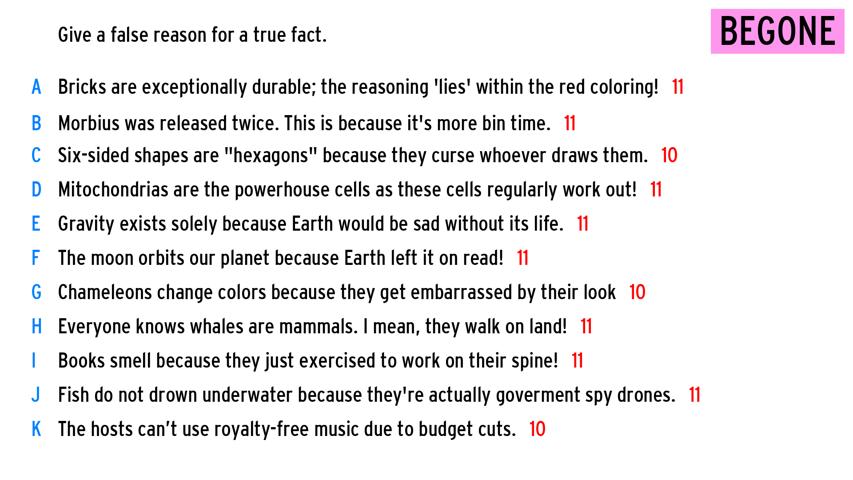 Give a false reason for a true fact.
BEGONE
A Bricks are exceptionally durable; the reasoning 'lies' within the red coloring! 11
B Morbius was released twice. This is because it's more bin time. 11
C Six-sided shapes are "hexagons" because they curse whoever draws them. 10
D Mitochondrias are the powerhouse cells as these cells regularly work out! 11
E Gravity exists solely because Earth would be sad without its life. 11
F The moon orbits our planet because Earth left it on read! 11
G Chameleons change colors because they get embarrassed by their look 10
H Everyone knows whales are mammals. I mean, they walk on land! 11
I Books smell because they just exercised to work on their spine! 11
J Fish do not drown underwater because they're actually goverment spy drones. 11
K The hosts can't use royalty-free music due to budget cuts. 10